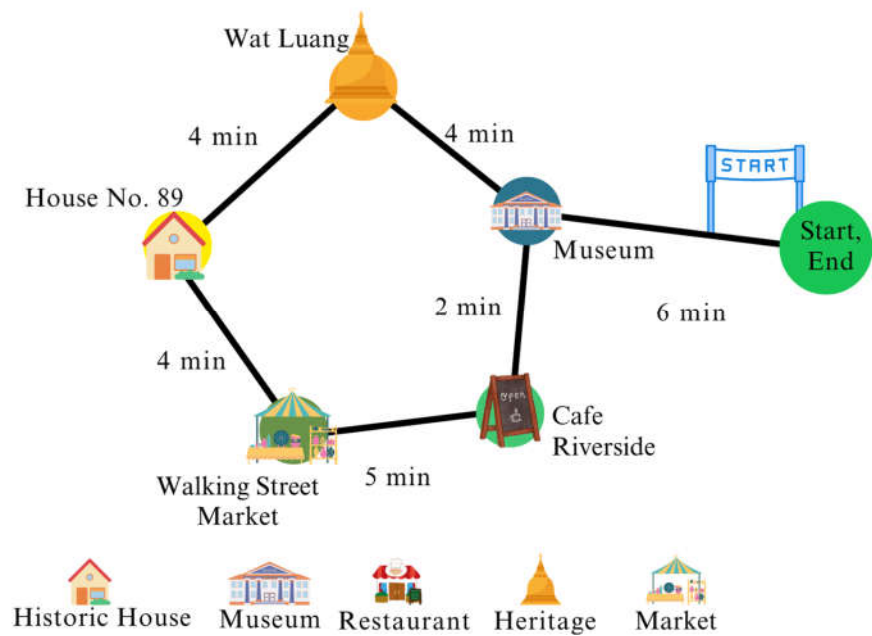 Wat Luang
4 min
4 min
START
House No. 89
Start,
End
Museum
2 min
6 min
4 min
Open
Cafe
Riverside
5 min
Walking Street
Market
Historic House
Museum
Restaurant
Heritage
Market